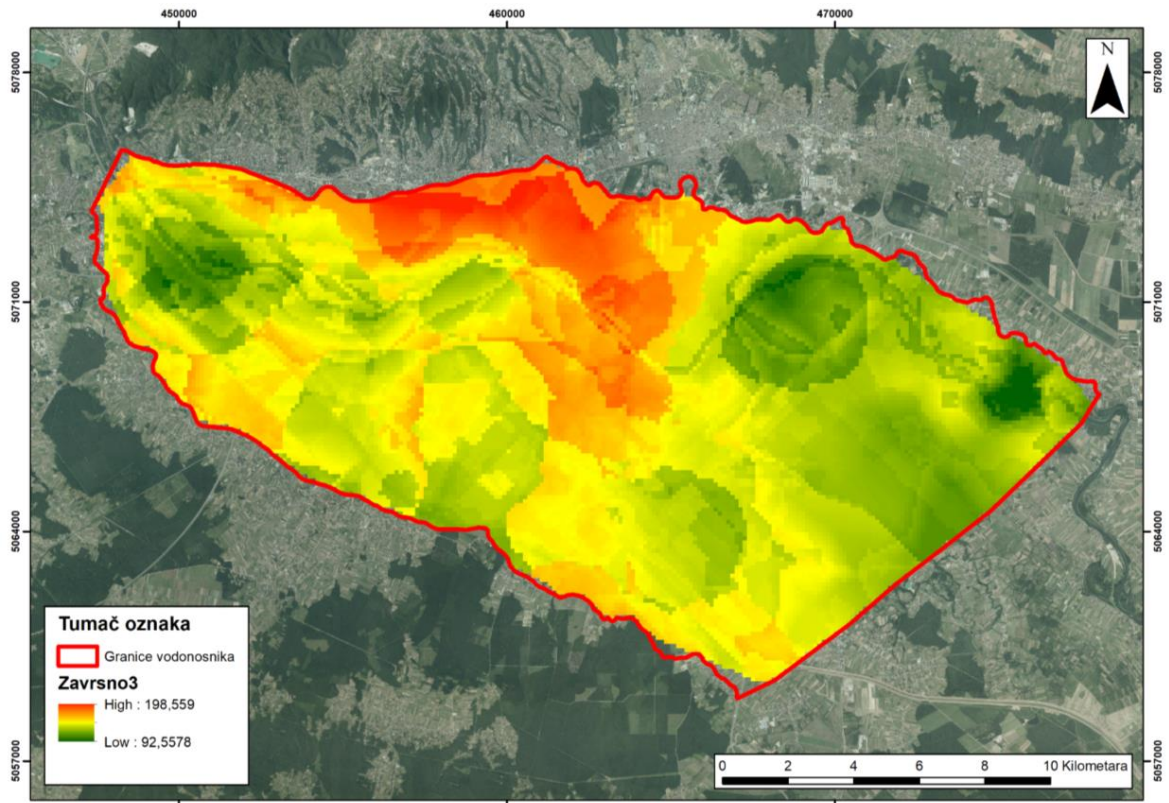 450000
460000
470000
5078000
5078000
N
5071000
5071000
5064000
5064000
5057000
5057000
Tumač oznaka
Granice vodonosnika
Zavrsno3
High : 198,559
Low : 92,5578
0 2 4 6 8 10 Kilometara